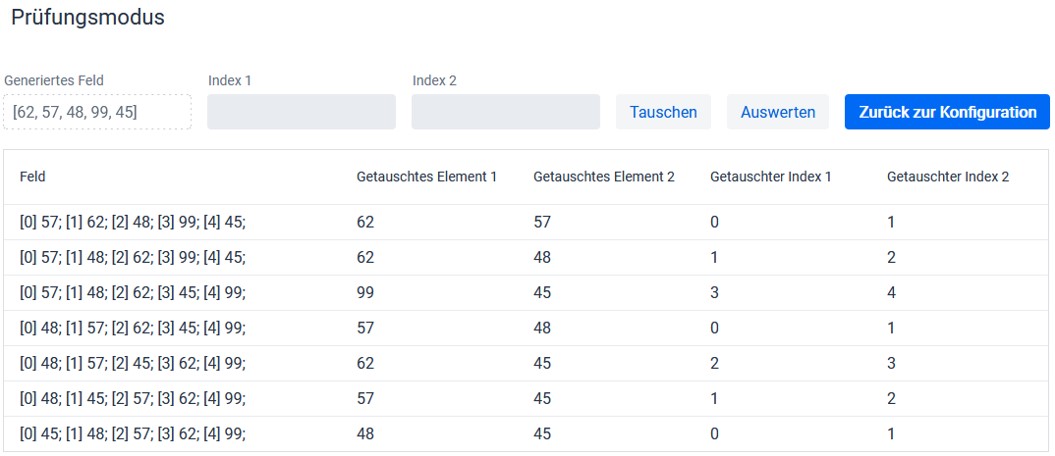 Prüfungsmodus
Generiertes Feld Index 1 Index 2
[62, 57, 48, 99, 45] Tauschen Auswerten Zurück zur Konfiguration
Feld Getauschtes Element 1 Getauschtes Element 2 Getauschter Index 1 Getauschter Index 2
[0] 57; [1] 62; [2] 48; [3] 99; [4] 45; 62 57 0 1
[0] 57; [1] 48; [2] 62; [3] 99; [4] 45; 62 48 1 2
[0] 57; [1] 48; [2] 62; [3] 45; [4] 99; 99 45 3 4
[0] 48; [1] 57; [2] 62; [3] 45; [4] 99; 57 48 0 1
[0] 48; [1] 57; [2] 45; [3] 62; [4] 99; 62 45 2 3
[0] 48; [1] 45; [2] 57; [3] 62; [4] 99; 57 45 1 2
[0] 45; [1] 48; [2] 57; [3] 62; [4] 99; 48 45 0 1